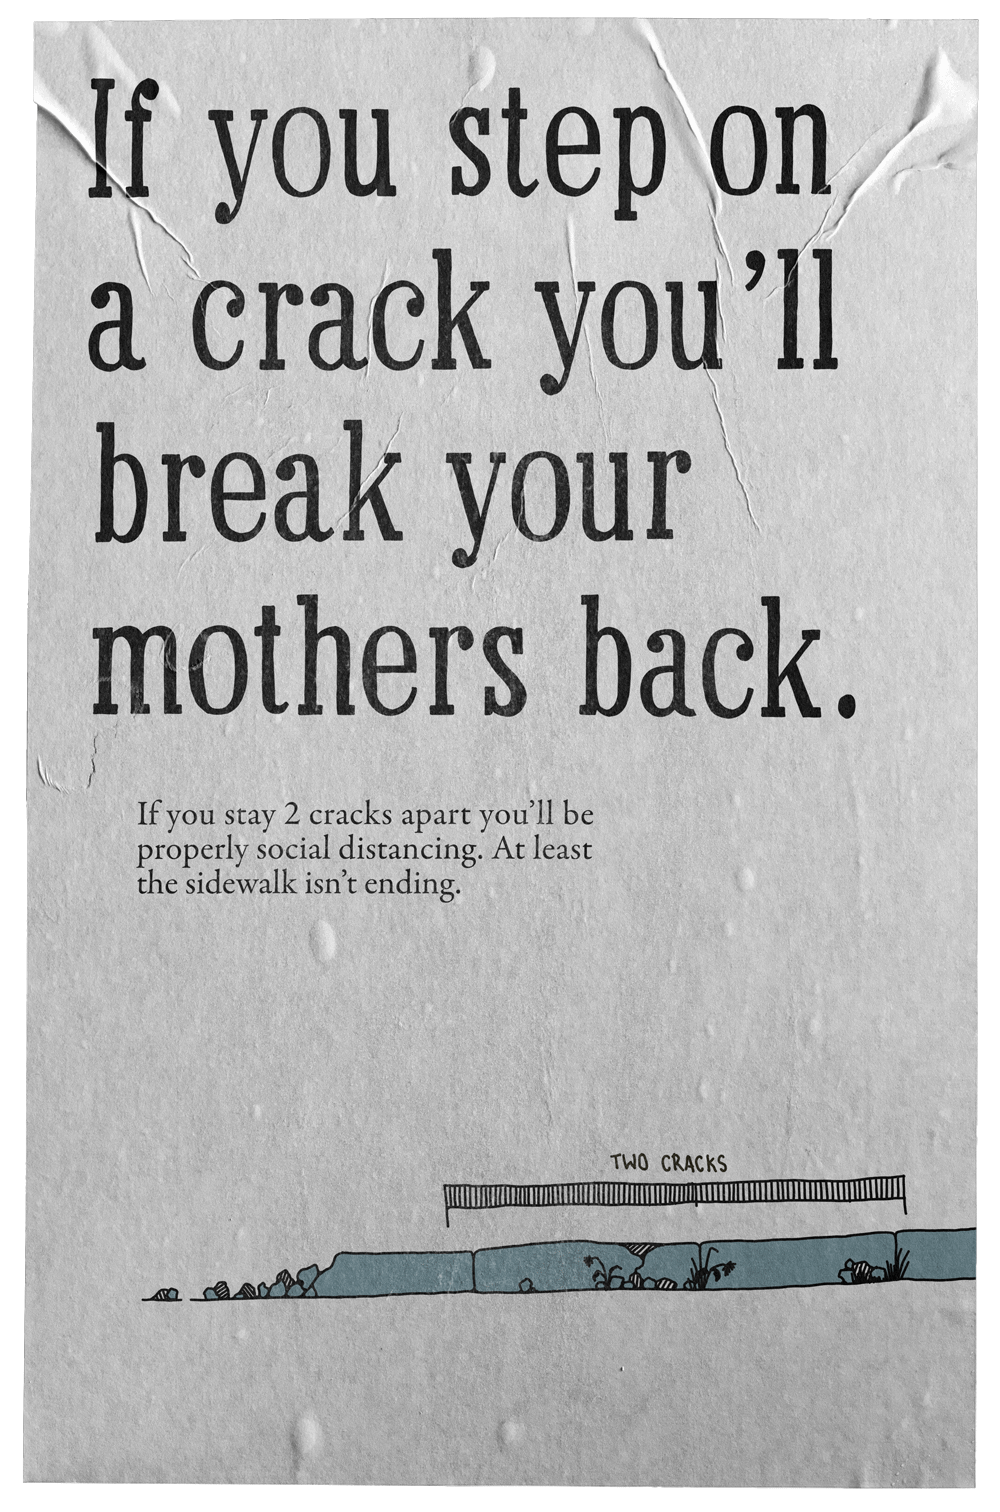 If you step on
a crack you’ll
break your
mothers back.
If you stay 2 cracks apart you’ll be
properly social distancing. At least
the sidewalk isn’t ending.
TWO CRACKS